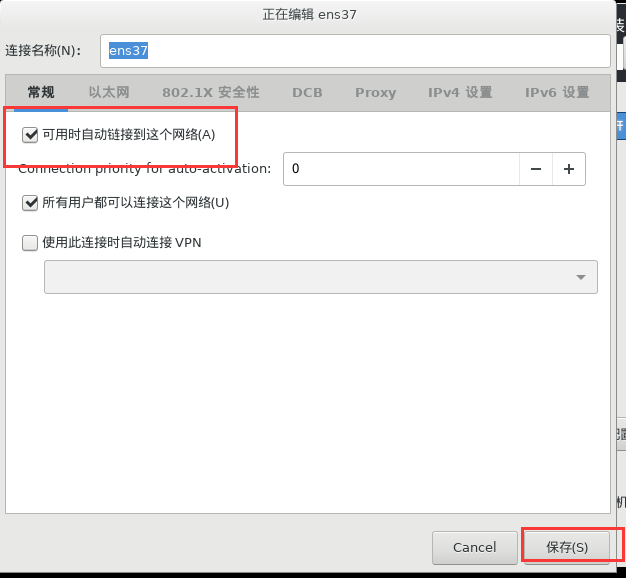 正在编辑 ens37
连接名称(N): ens37
常规 以太网 802.1X 安全性 DCB Proxy IPv4 设置 IPv6 设置
可用时自动链接到这个网络(A)
Connection priority for auto-activation: 0
所有用户都可以连接这个网络(U)
使用此连接时自动连接 VPN
Cancel 保存(S)